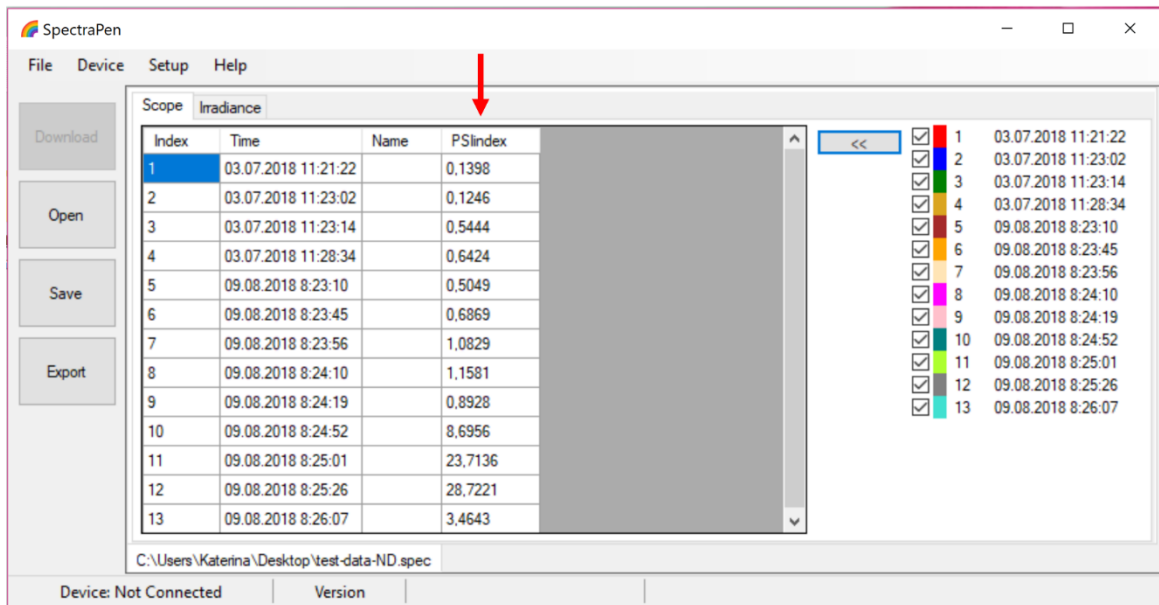 SpectraPen
File Device Setup Help
Download
Open
Save
Export
Scope Irradiance
Index Time Name PSIindex
1 03.07.2018 11:21:22 0,1398
2 03.07.2018 11:23:02 0,1246
3 03.07.2018 11:23:14 0,5444
4 03.07.2018 11:28:34 0,6424
5 09.08.2018 8:23:10 0,5049
6 09.08.2018 8:23:45 0,6869
7 09.08.2018 8:23:56 1,0829
8 09.08.2018 8:24:10 1,1581
9 09.08.2018 8:24:19 0,8928
10 09.08.2018 8:24:52 8,6956
11 09.08.2018 8:25:01 23,7136
12 09.08.2018 8:25:26 28,7221
13 09.08.2018 8:26:07 3,4643
<<
1 03.07.2018 11:21:22
2 03.07.2018 11:23:02
3 03.07.2018 11:23:14
4 03.07.2018 11:28:34
5 09.08.2018 8:23:10
6 09.08.2018 8:23:45
7 09.08.2018 8:23:56
8 09.08.2018 8:24:10
9 09.08.2018 8:24:19
10 09.08.2018 8:24:52
11 09.08.2018 8:25:01
12 09.08.2018 8:25:26
13 09.08.2018 8:26:07
C:\Users\Katerina\Desktop\test-data-ND.spec
Device: Not Connected Version